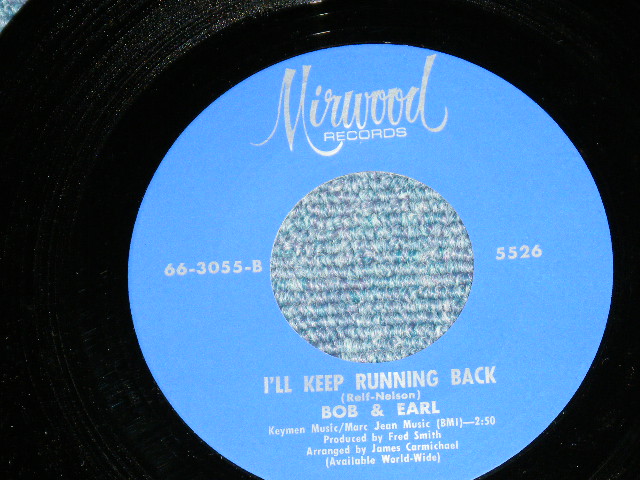 Mirwood
RECORDS
66-3055-B
5526
I'LL KEEP RUNNING BACK
(Relf-Nelson)
BOB & EARL
Keymen Music/Marc Jean Music (BMI)—2:50
Produced by Fred Smith
Arranged by James Carmichael
(Available World-Wide)